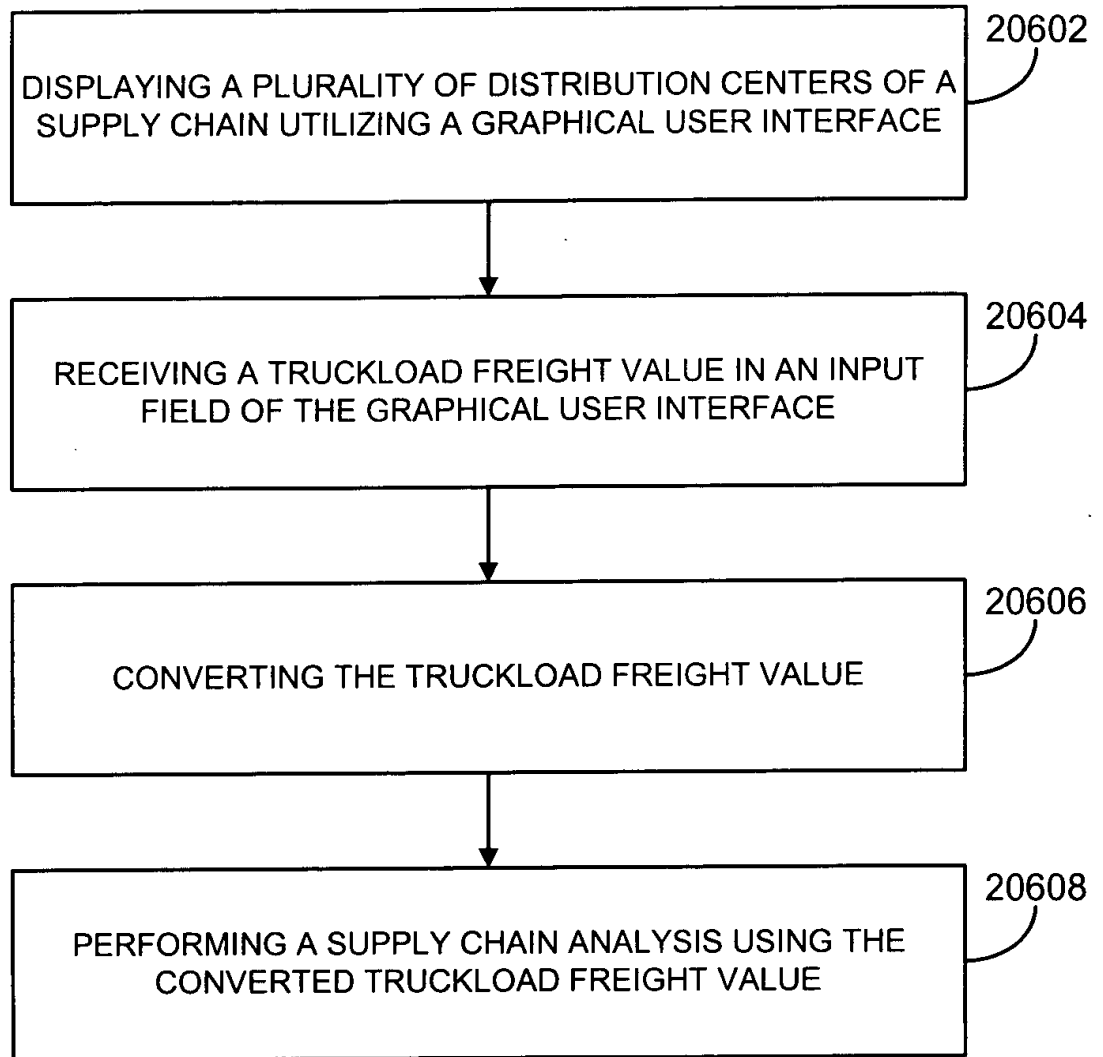 20602
DISPLAYING A PLURALITY OF DISTRIBUTION CENTERS OF A
SUPPLY CHAIN UTILIZING A GRAPHICAL USER INTERFACE
20604
RECEIVING A TRUCKLOAD FREIGHT VALUE IN AN INPUT
FIELD OF THE GRAPHICAL USER INTERFACE
20606
CONVERTING THE TRUCKLOAD FREIGHT VALUE
20608
PERFORMING A SUPPLY CHAIN ANALYSIS USING THE
CONVERTED TRUCKLOAD FREIGHT VALUE